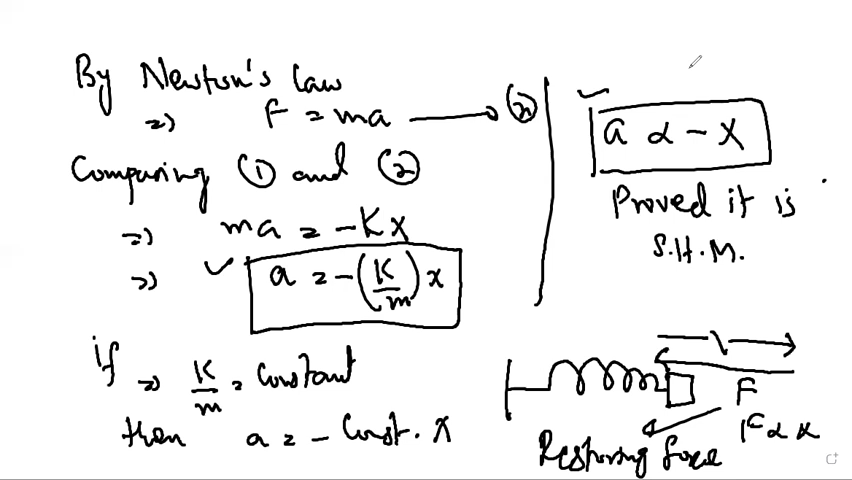 By Newton's law
=> F = ma → (2)
Comparing (1) and (2)
=> ma = -Kx
=> a = -(K/m) x
if => K/m = constant
then a = - const. x
a α - x
Proved it is
S.H.M.
F
F α x
Restoring force